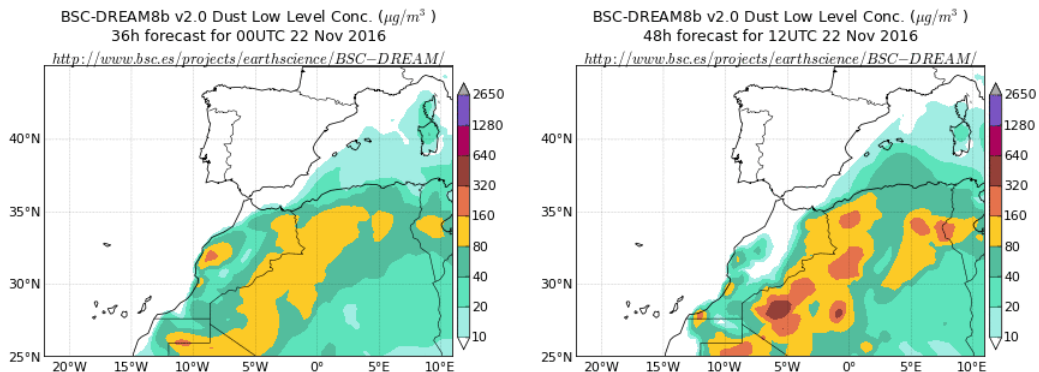 BSC-DREAM8b v2.0 Dust Low Level Conc. (μg/m³ )
36h forecast for 00UTC 22 Nov 2016
http://www.bsc.es/projects/earthscience/BSC−DREAM/
40°N
35°N
30°N
25°N
20°W
15°W
10°W
5°W
0°
5°E
10°E
2650
1280
640
320
160
80
40
20
10
BSC-DREAM8b v2.0 Dust Low Level Conc. (μg/m³ )
48h forecast for 12UTC 22 Nov 2016
http://www.bsc.es/projects/earthscience/BSC−DREAM/
40°N
35°N
30°N
25°N
20°W
15°W
10°W
5°W
0°
5°E
10°E
2650
1280
640
320
160
80
40
20
10